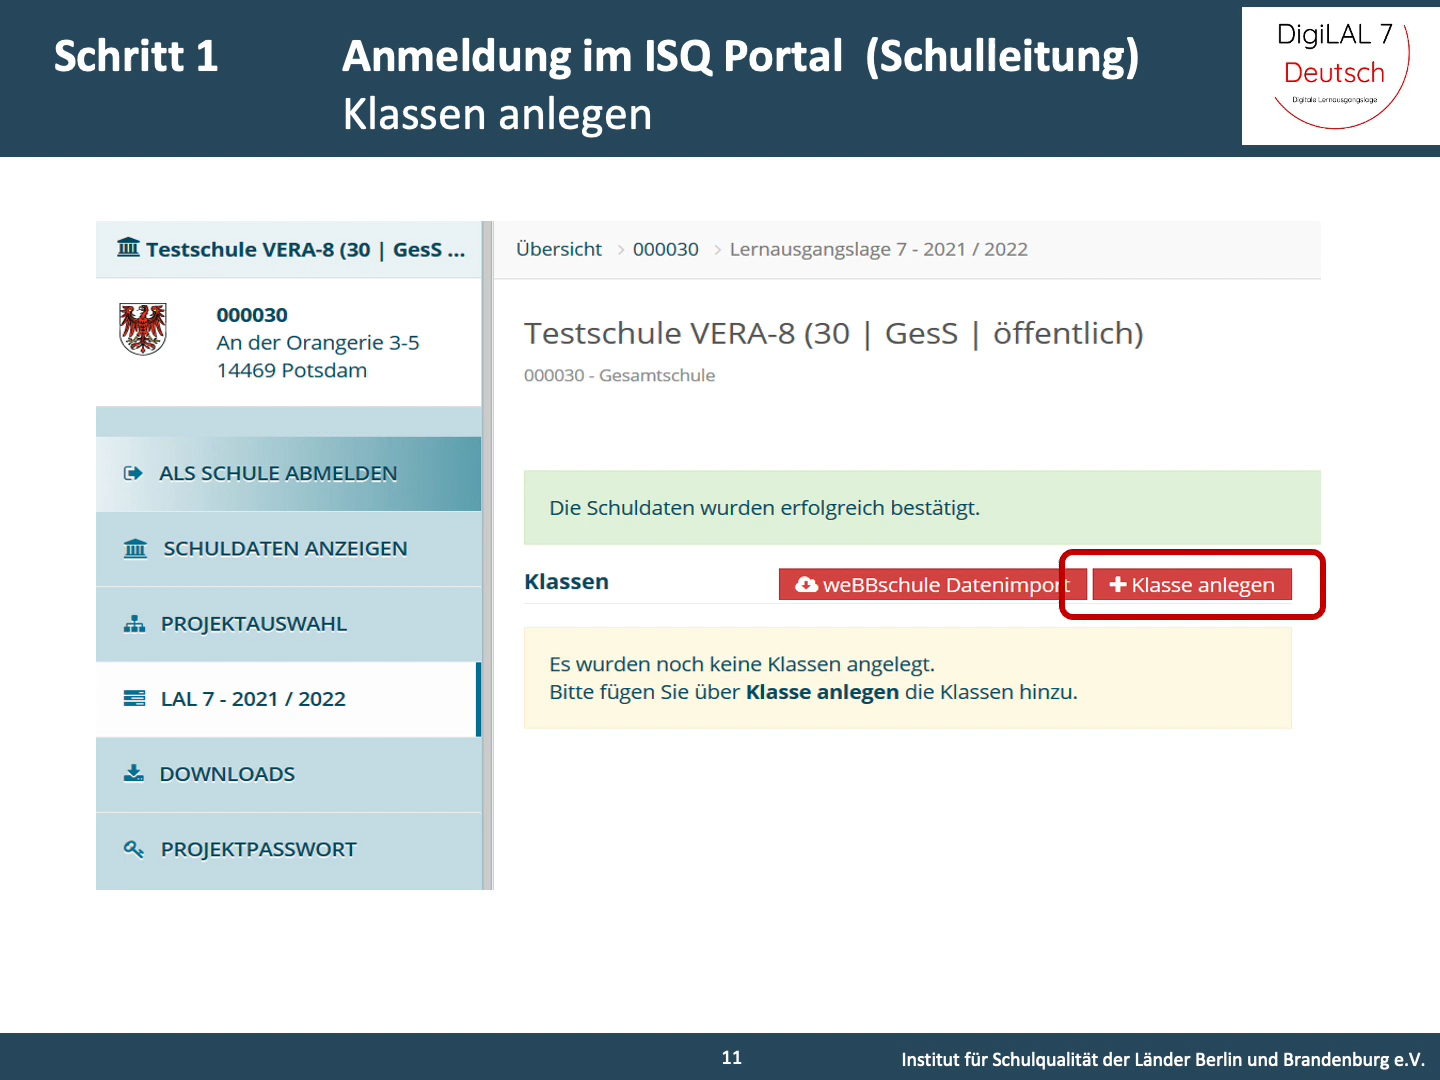 Schritt 1
Anmeldung im ISQ Portal (Schulleitung)
Klassen anlegen
DigiLAL 7
Deutsch
Digitale Lernausgangslage
Testschule VERA-8 (30 | GesS ...
000030
An der Orangerie 3-5
14469 Potsdam
ALS SCHULE ABMELDEN
SCHULDATEN ANZEIGEN
PROJEKTAUSWAHL
LAL 7 - 2021 / 2022
DOWNLOADS
PROJEKTPASSWORT
Übersicht > 000030 > Lernausgangslage 7 - 2021 / 2022
Testschule VERA-8 (30 | GesS | öffentlich)
000030 - Gesamtschule
Die Schuldaten wurden erfolgreich bestätigt.
Klassen
weBBschule Datenimport
Klasse anlegen
Es wurden noch keine Klassen angelegt.
Bitte fügen Sie über Klasse anlegen die Klassen hinzu.
11
Institut für Schulqualität der Länder Berlin und Brandenburg e.V.